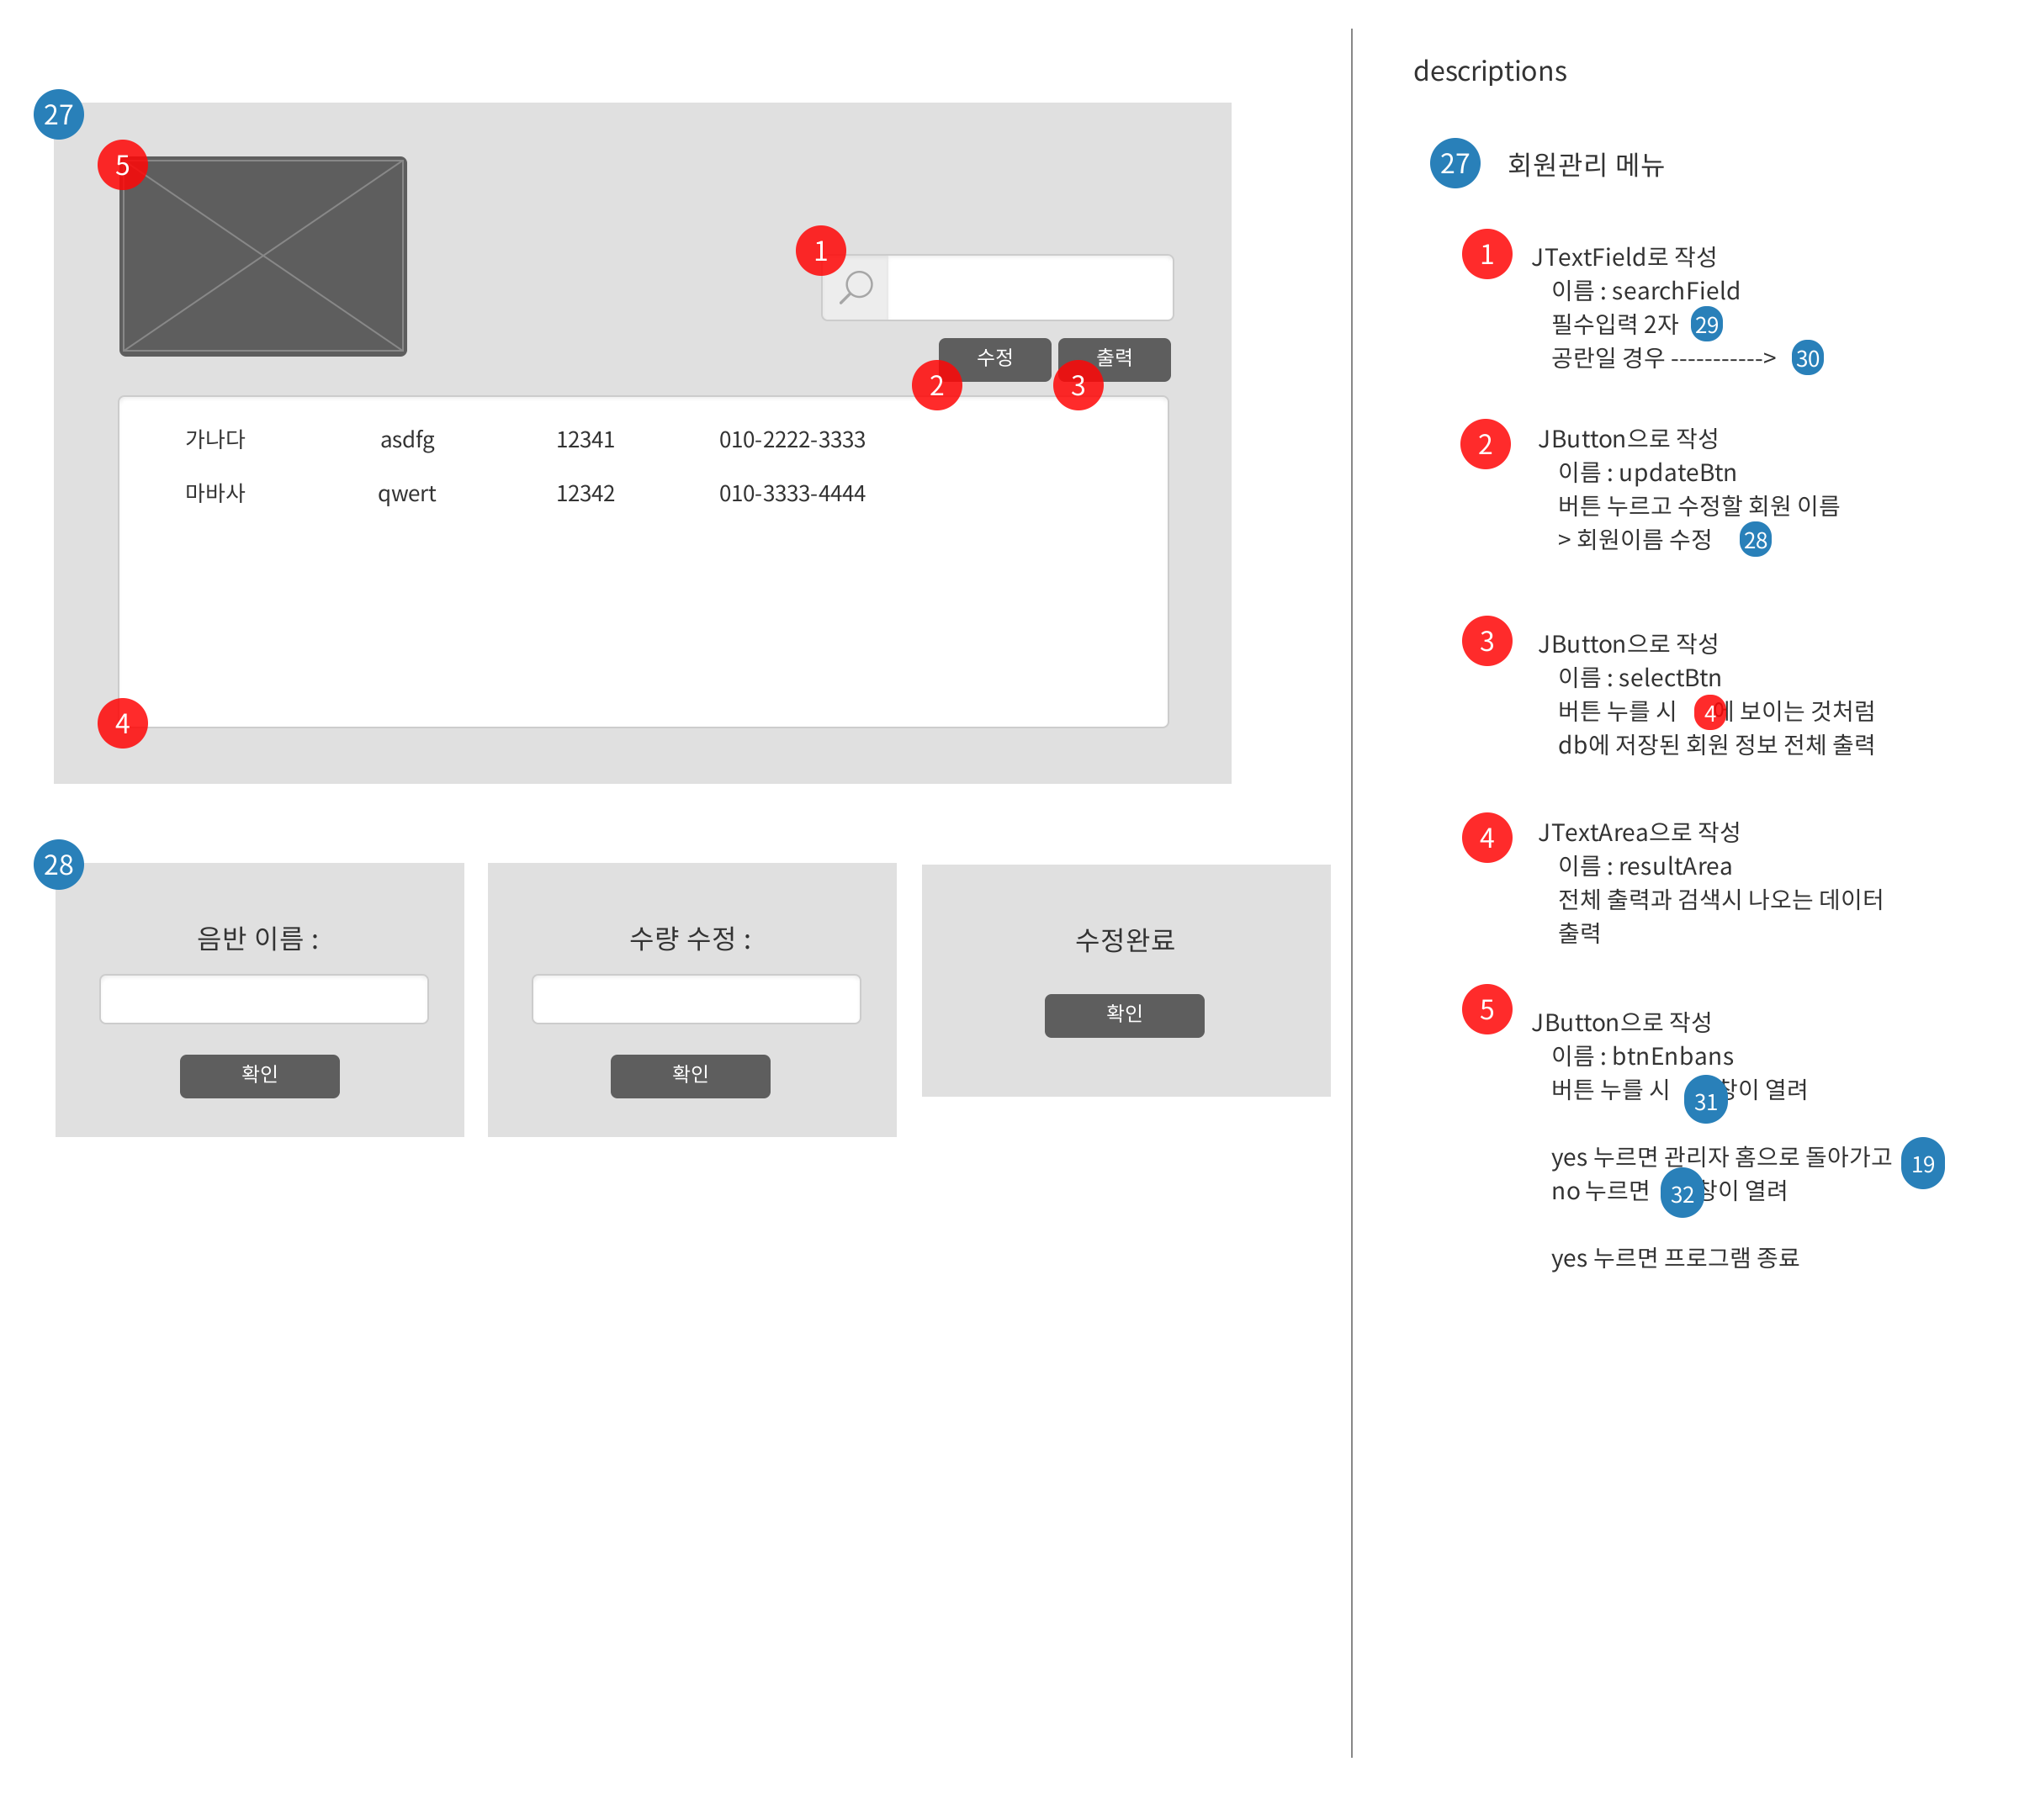 27
5
1
수정
출력
2
3
가나다 asdfg 12341 010-2222-3333
마바사 qwert 12342 010-3333-4444
4
28
음반 이름 :
확인
수량 수정 :
확인
수정완료
확인
descriptions
27 회원관리 메뉴
1 JTextField로 작성
이름 : searchField
필수입력 2자 29
공란일 경우 -----------> 30
2 JButton으로 작성
이름 : updateBtn
버튼 누르고 수정할 회원 이름
> 회원이름 수정 28
3 JButton으로 작성
이름 : selectBtn
버튼 누를 시 4에 보이는 것처럼
db에 저장된 회원 정보 전체 출력
4 JTextArea으로 작성
이름 : resultArea
전체 출력과 검색시 나오는 데이터
출력
5 JButton으로 작성
이름 : btnEnbans
버튼 누를 시 31 창이 열려
yes 누르면 관리자 홈으로 돌아가고 19
no 누르면 32 창이 열려
yes 누르면 프로그램 종료